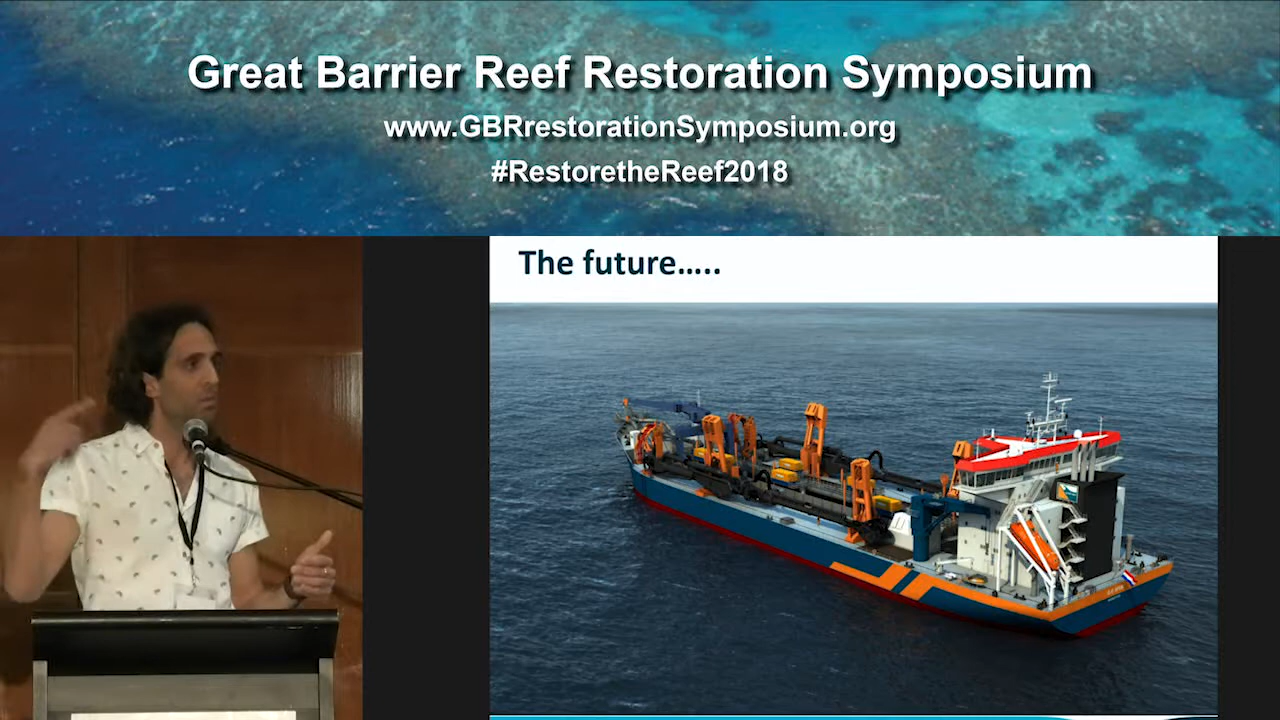 Great Barrier Reef Restoration Symposium
www.GBRrestorationSymposium.org
#RestoretheReef2018
The future.....